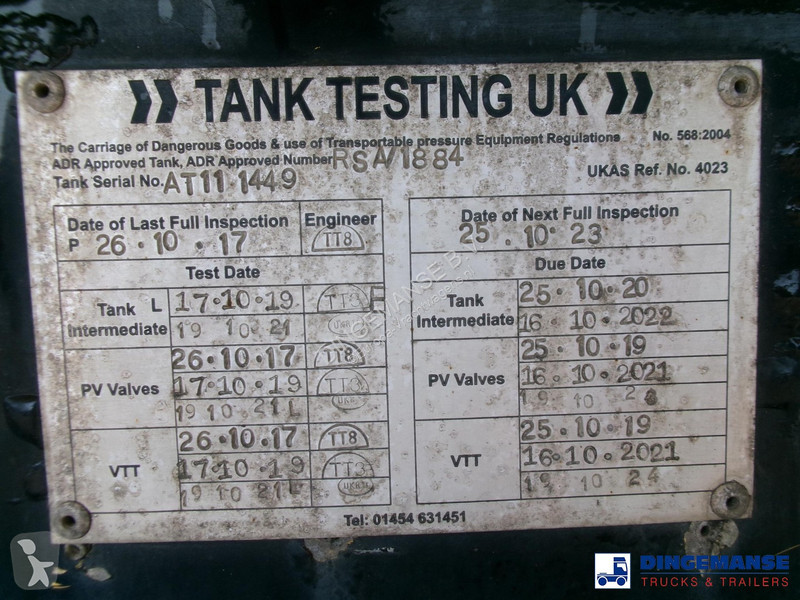 TANK TESTING UK
The Carriage of Dangerous Goods & use of Transportable pressure Equipment Regulations No. 568:2004
ADR Approved Tank, ADR Approved Number RSA/1884
Tank Serial No. AT11 1449 UKAS Ref. No. 4023
Date of Last Full Inspection Engineer
P 26·10·17 TT8
Date of Next Full Inspection
25·10·23
Test Date
Due Date
Tank Intermediate L 17·10·19 TT8
19 10 21
Tank Intermediate 25·10·20
16·10·2022
PV Valves 26·10·17 TT8
17·10·19 TT8
19 10 21 L
PV Valves 25·10·19
16·10·2021
19 10
VTT 26·10·17 TT8
17·10·19 TT8
19 10 21 L
VTT 25·10·19
16·10·2021
19 10 24
Tel: 01454 631451
DINGEMANSE
TRUCKS & TRAILERS